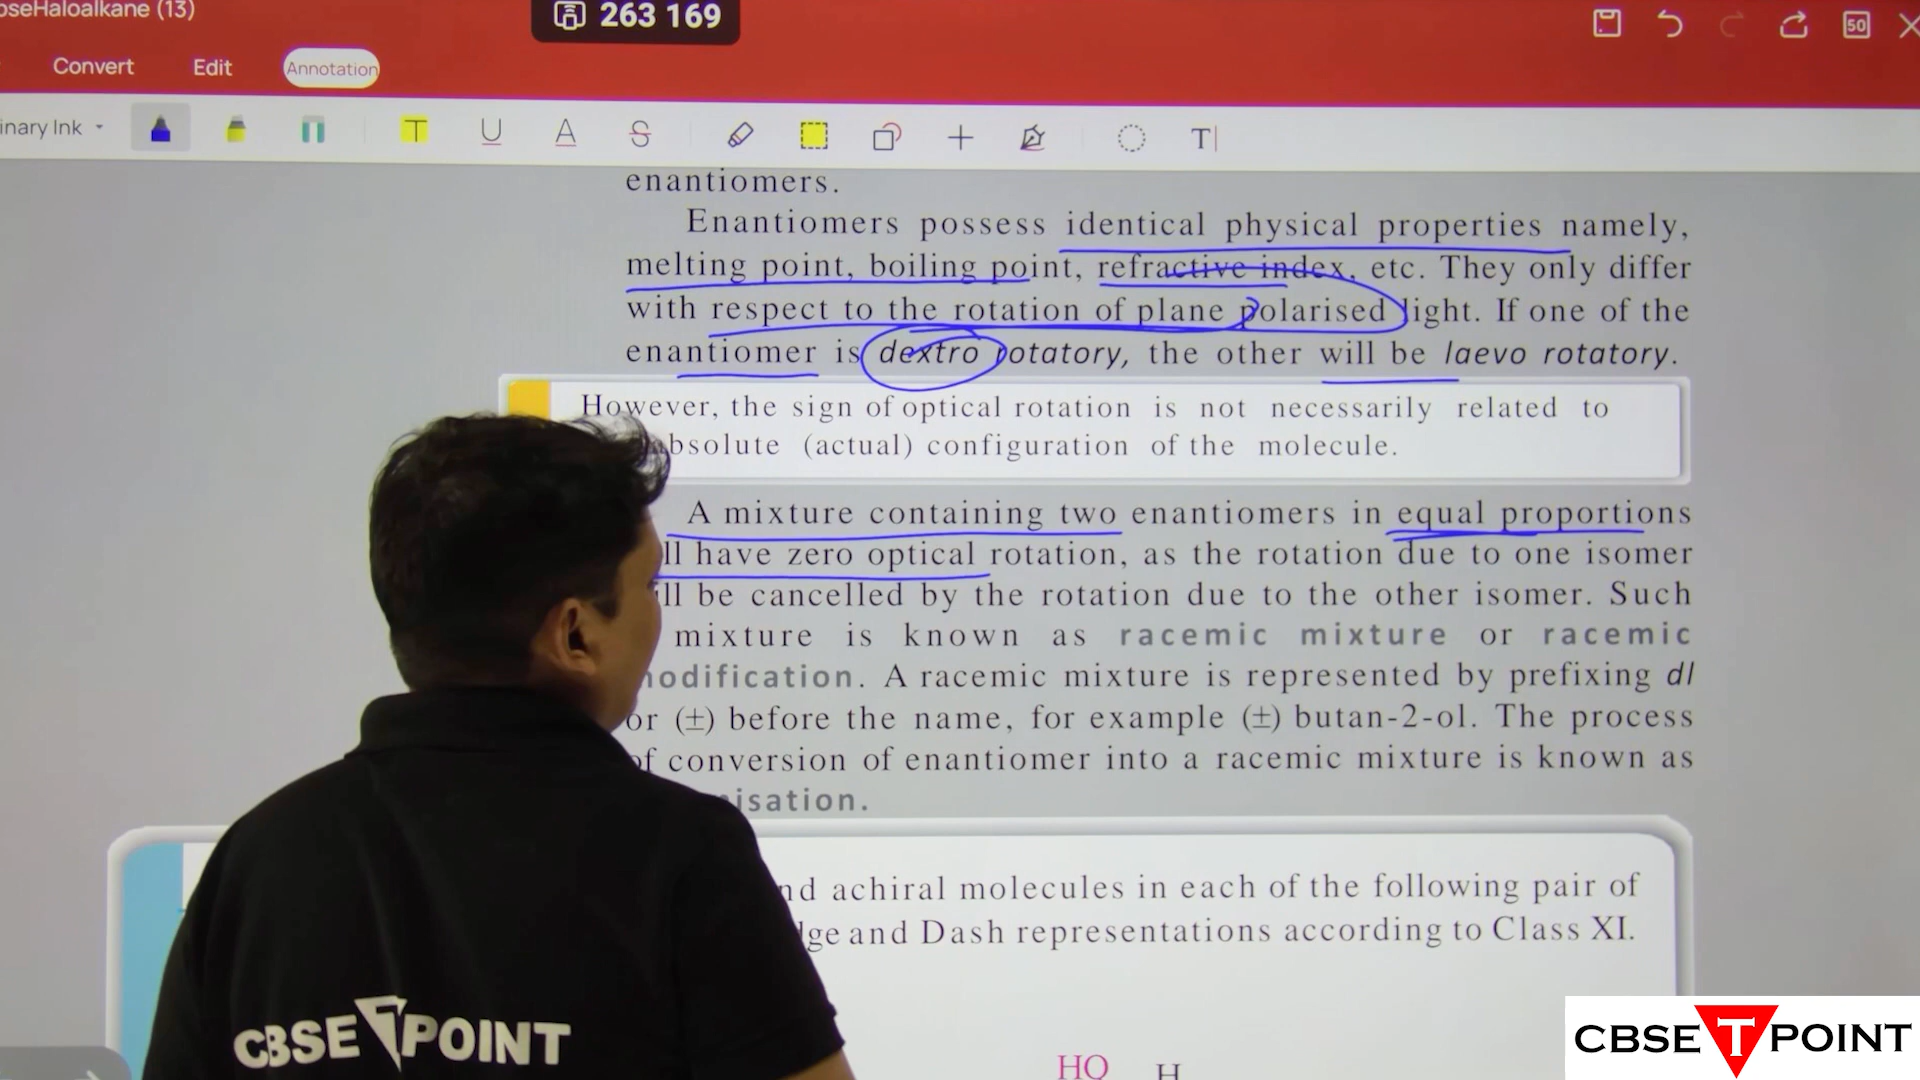 oseHaloalkane (13)
263 169
50
Convert Edit Annotation
inary Ink
T U A S T
enantiomers.
Enantiomers possess identical physical properties namely,
melting point, boiling point, refractive index, etc. They only differ
with respect to the rotation of plane polarised light. If one of the
enantiomer is dextro rotatory, the other will be laevo rotatory.
However, the sign of optical rotation is not necessarily related to
absolute (actual) configuration of the molecule.
A mixture containing two enantiomers in equal proportions
ll have zero optical rotation, as the rotation due to one isomer
ill be cancelled by the rotation due to the other isomer. Such
mixture is known as racemic mixture or racemic
modification. A racemic mixture is represented by prefixing dl
or (±) before the name, for example (±) butan-2-ol. The process
of conversion of enantiomer into a racemic mixture is known as
isation.
nd achiral molecules in each of the following pair of
dge and Dash representations according to Class XI.
HO H
CBSE TPOINT
CBSE T POINT